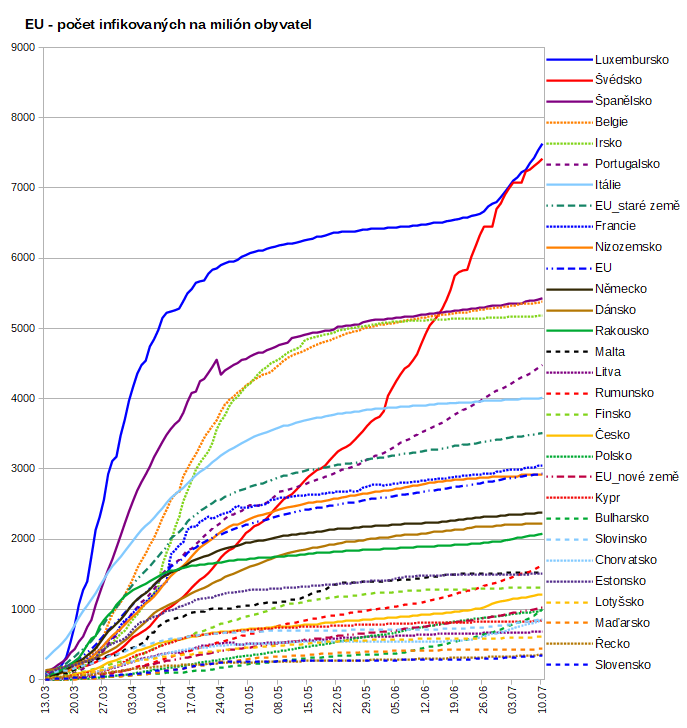 EU - počet infikovaných na milión obyvatel
9000
8000
7000
6000
5000
4000
3000
2000
1000
0
13.03
20.03
27.03
03.04
10.04
17.04
24.04
01.05
08.05
15.05
22.05
29.05
05.06
12.06
19.06
26.06
03.07
10.07
Luxembursko
Švédsko
Španělsko
Belgie
Irsko
Portugalsko
Itálie
EU_staré země
Francie
Nizozemsko
EU
Německo
Dánsko
Rakousko
Malta
Litva
Rumunsko
Finsko
Česko
Polsko
EU_nové země
Kypr
Bulharsko
Slovinsko
Chorvatsko
Estonsko
Lotyšsko
Maďarsko
Řecko
Slovensko